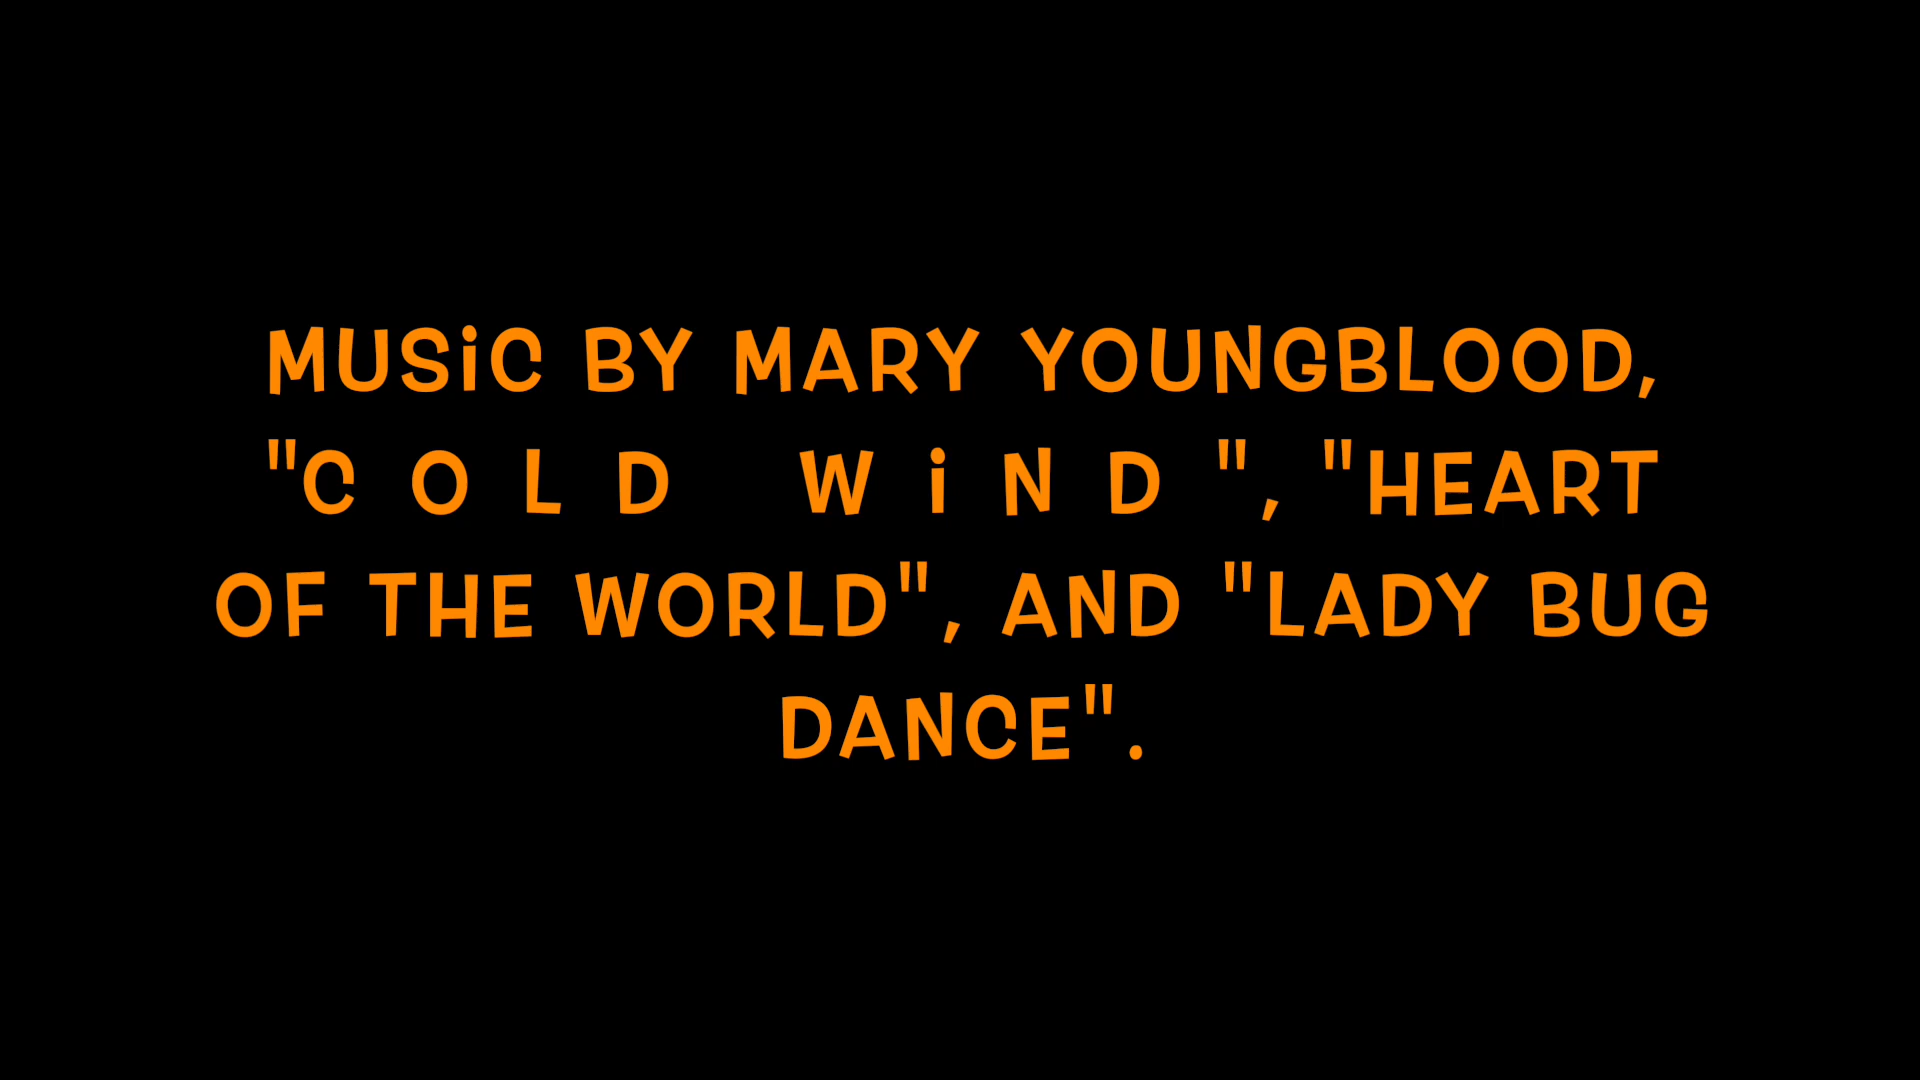 MUSiC BY MARY YOUNGBLOOD,
"C O L D  W i N D ", "HEART
OF THE WORLD", AND "LADY BUG
DANCE".